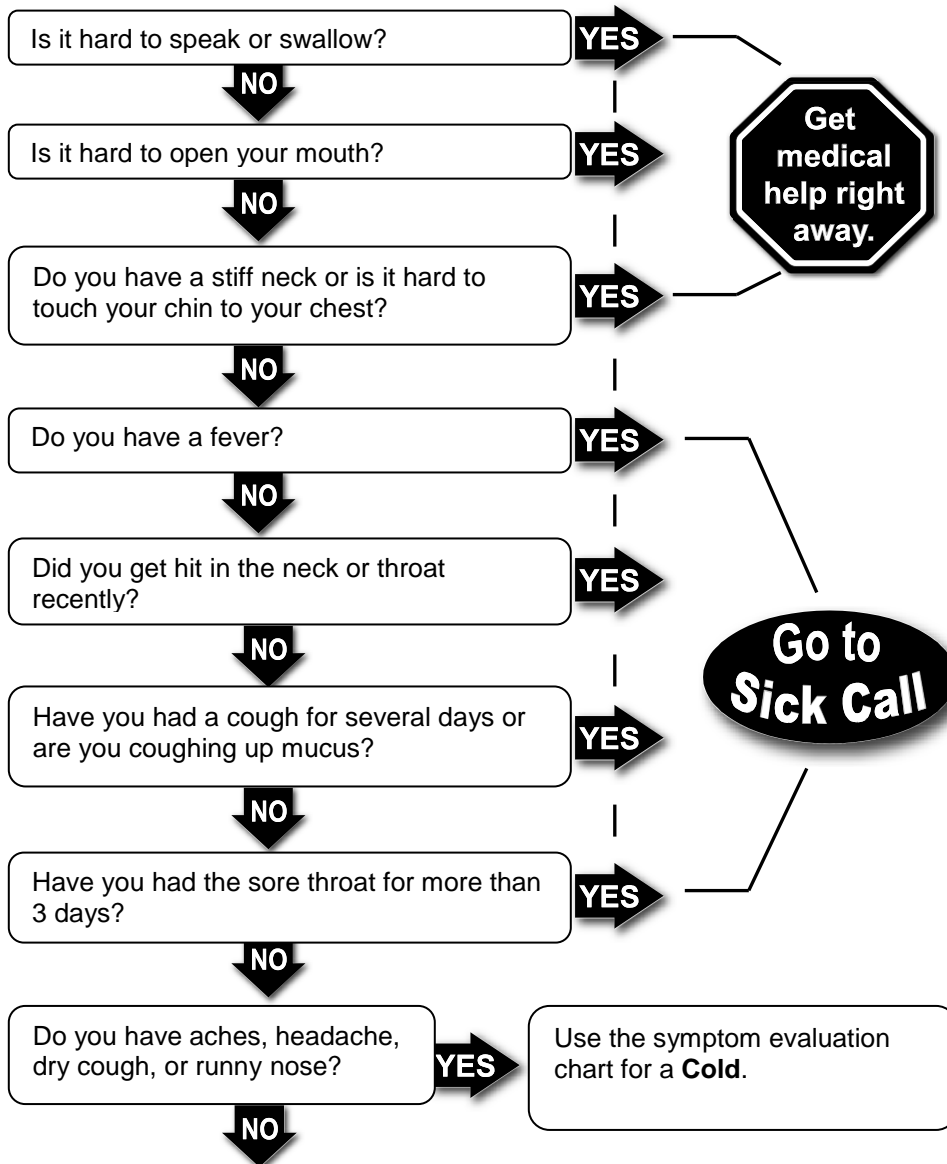 Is it hard to speak or swallow?
YES
NO
Get
medical
help right
away.
Is it hard to open your mouth?
YES
NO
Do you have a stiff neck or is it hard to
touch your chin to your chest?
YES
NO
Do you have a fever?
YES
NO
Did you get hit in the neck or throat
recently?
YES
NO
Go to
Sick Call
Have you had a cough for several days or
are you coughing up mucus?
YES
NO
Have you had the sore throat for more than
3 days?
YES
NO
Do you have aches, headache,
dry cough, or runny nose?
YES
Use the symptom evaluation
chart for a Cold.
NO